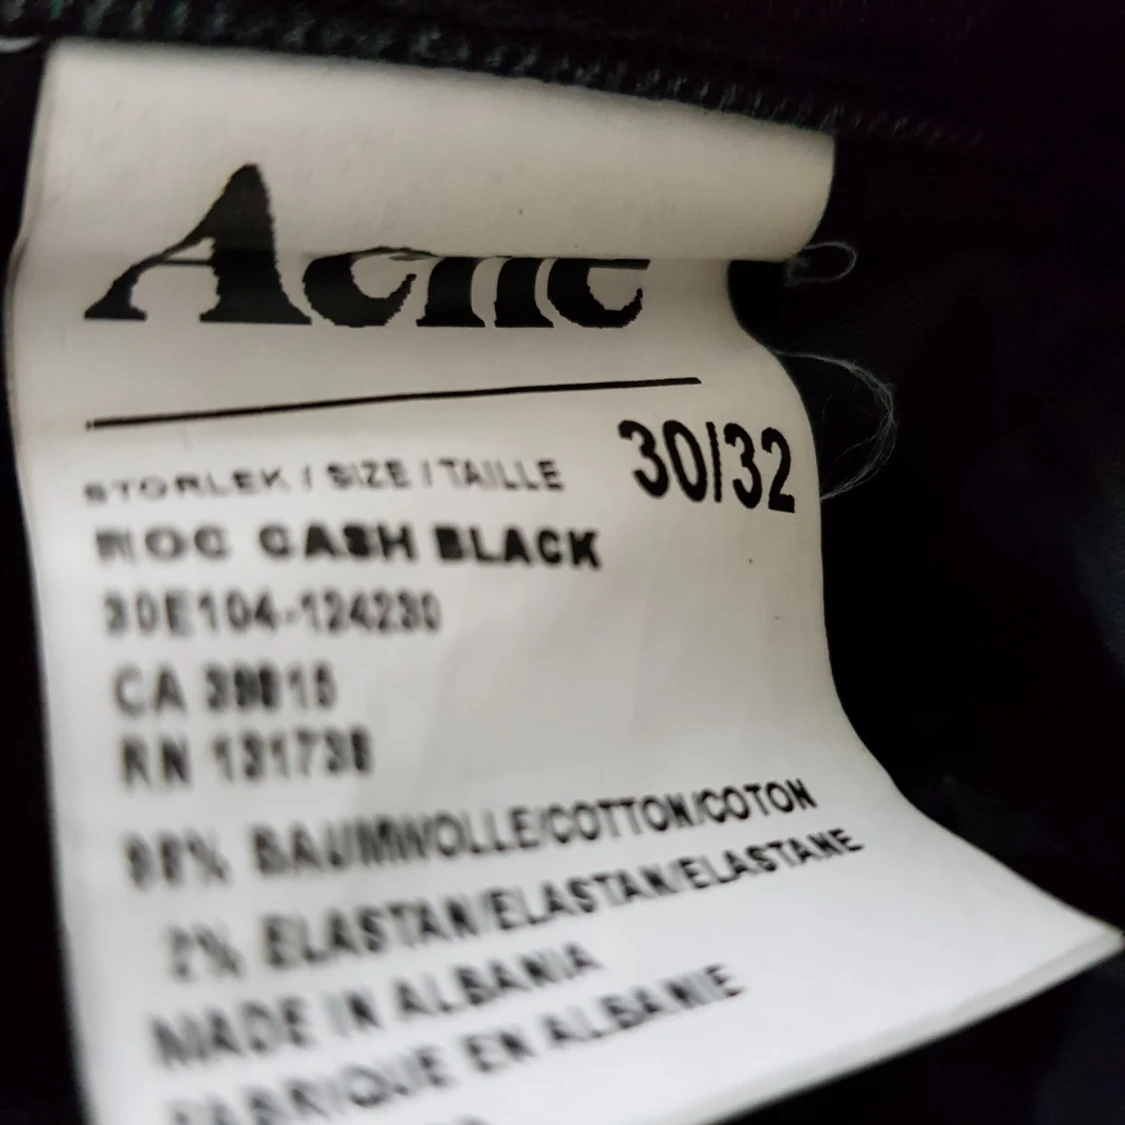 Acne
STORLEK / SIZE / TAILLE 30/32
ROC CASH BLACK
30E104-124230
CA
RN 131738
98% BAUMWOLLE/COTTON/COTON
2% ELASTAN/ELASTAN/ELASTANE
MADE IN ALBANIA
FABRIQUE EN ALBANIE